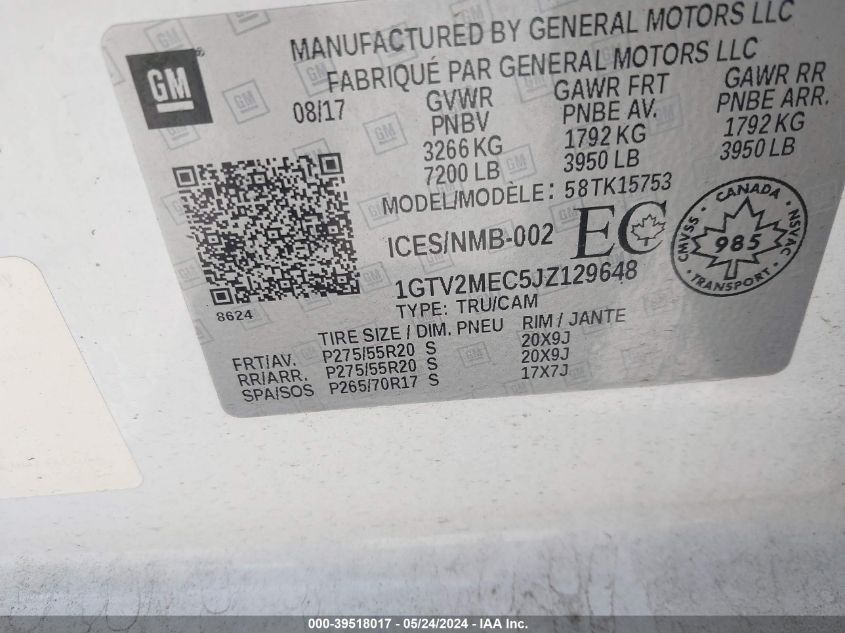 GM
MANUFACTURED BY GENERAL MOTORS LLC
FABRIQUÉ PAR GENERAL MOTORS LLC
08/17 GVWR GAWR FRT GAWR RR
PNBV PNBE AV. PNBE ARR.
3266 KG 1792 KG 1792 KG
7200 LB 3950 LB 3950 LB
MODEL/MODÈLE: 58TK15753
ICES/NMB-002 EC
CANADA
CMVSS 985 NSVAC
TRANSPORT
1GTV2MEC5JZ129648
8624 TYPE: TRU/CAM
TIRE SIZE / DIM. PNEU RIM / JANTE
FRT/AV. P275/55R20 S 20X9J
RR/ARR. P275/55R20 S 20X9J
SPA/SOS P265/70R17 S 17X7J
000-39518017 - 05/24/2024 - IAA Inc.